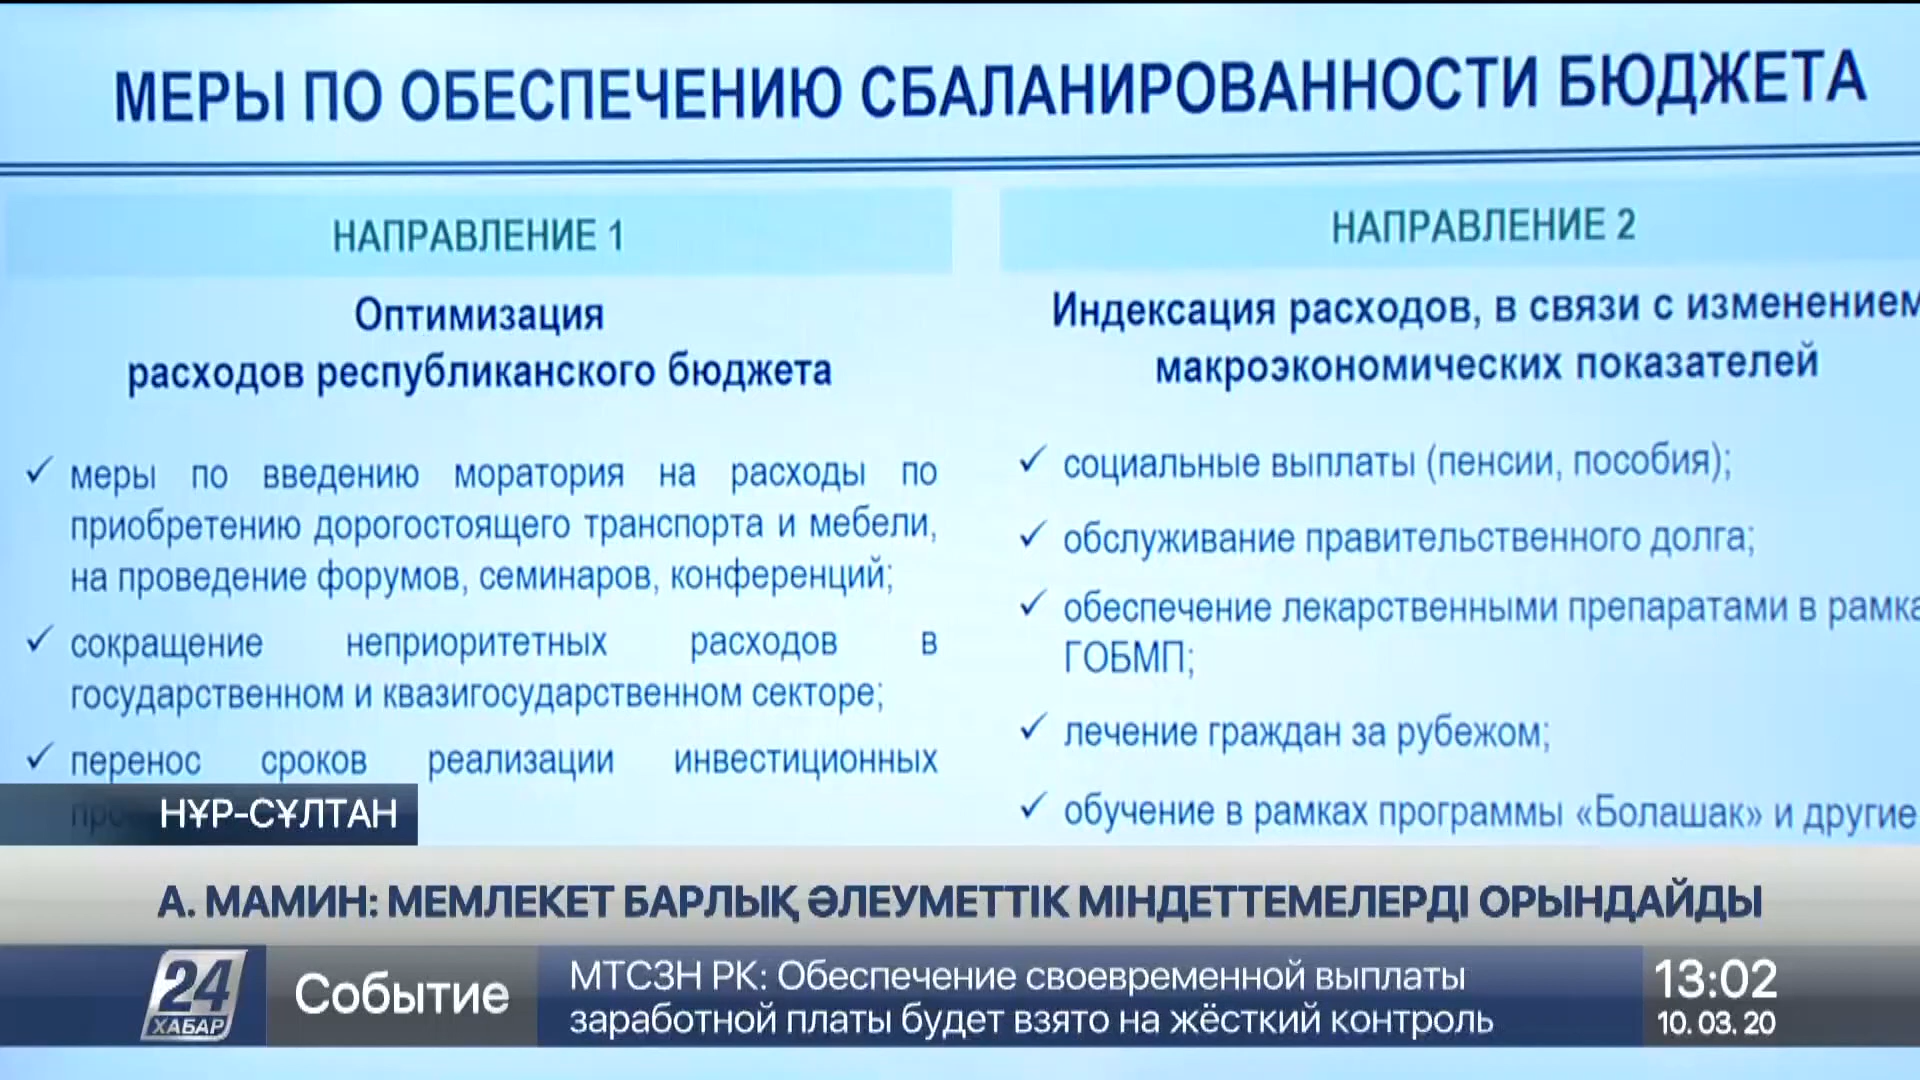 МЕРЫ ПО ОБЕСПЕЧЕНИЮ СБАЛАНИРОВАННОСТИ БЮДЖЕТА
НАПРАВЛЕНИЕ 1
Оптимизация
расходов республиканского бюджета
✓ меры по введению моратория на расходы по
приобретению дорогостоящего транспорта и мебели,
на проведение форумов, семинаров, конференций;
✓ сокращение неприоритетных расходов в
государственном и квазигосударственном секторе;
✓ перенос сроков реализации инвестиционных
НАПРАВЛЕНИЕ 2
Индексация расходов, в связи с изменением
макроэкономических показателей
✓ социальные выплаты (пенсии, пособия);
✓ обслуживание правительственного долга;
✓ обеспечение лекарственными препаратами в рамка
ГОБМП;
✓ лечение граждан за рубежом;
✓ обучение в рамках программы «Болашак» и другие
НҰР-СҰЛТАН
А. МАМИН: МЕМЛЕКЕТ БАРЛЫҚ ӘЛЕУМЕТТІК МІНДЕТТЕМЕЛЕРДІ ОРЫНДАЙДЫ
24
ХАБАР
Событие
МТСЗН РК: Обеспечение своевременной выплаты
заработной платы будет взято на жёсткий контроль
13:02
10. 03. 20